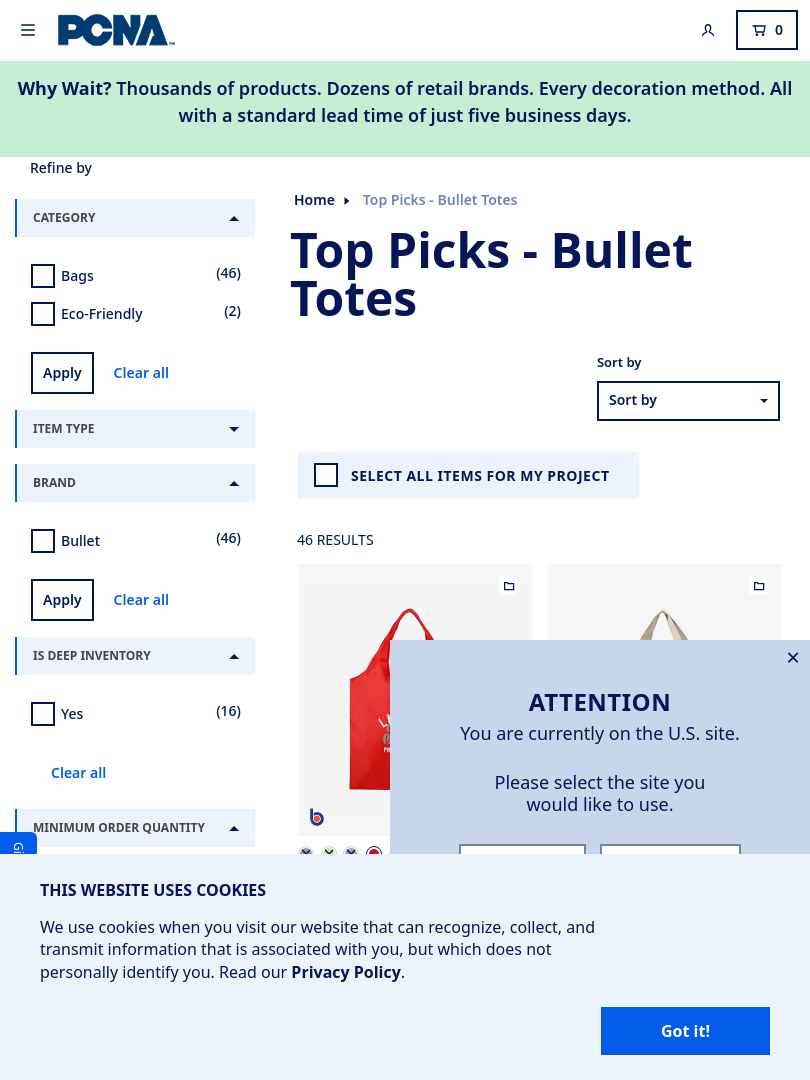 PCNA
0
Why Wait? Thousands of products. Dozens of retail brands. Every decoration method. All
with a standard lead time of just five business days.
Refine by
CATEGORY
Bags (46)
Eco-Friendly (2)
Apply Clear all
ITEM TYPE
BRAND
Bullet (46)
Apply Clear all
IS DEEP INVENTORY
Yes (16)
Clear all
MINIMUM ORDER QUANTITY
Home Top Picks - Bullet Totes
Top Picks - Bullet
Totes
Sort by
Sort by
SELECT ALL ITEMS FOR MY PROJECT
46 RESULTS
b
ATTENTION
You are currently on the U.S. site.
Please select the site you
would like to use.
THIS WEBSITE USES COOKIES
We use cookies when you visit our website that can recognize, collect, and
transmit information that is associated with you, but which does not
personally identify you. Read our Privacy Policy.
Got it!